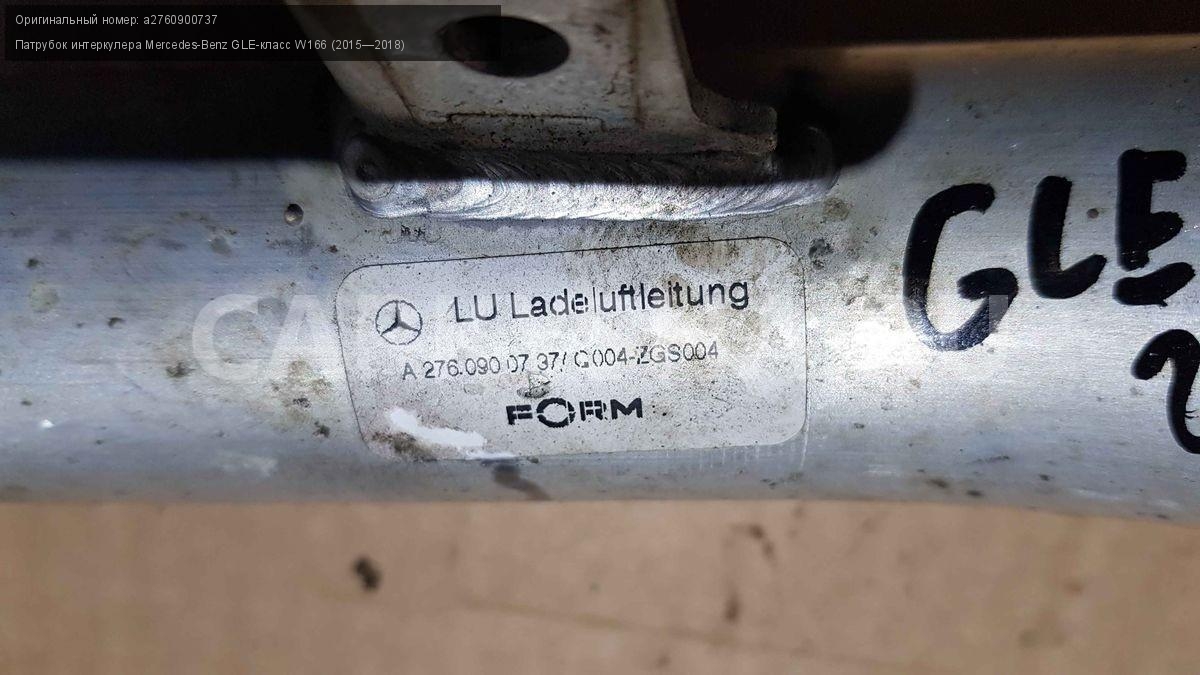 Оригинальный номер: a2760900737
Патрубок интеркулера Mercedes-Benz GLE-класс W166 (2015—2018)
GLE
LU Ladeluftleitung
A 276 090 07 37/ Q004-ZGS004
FORM